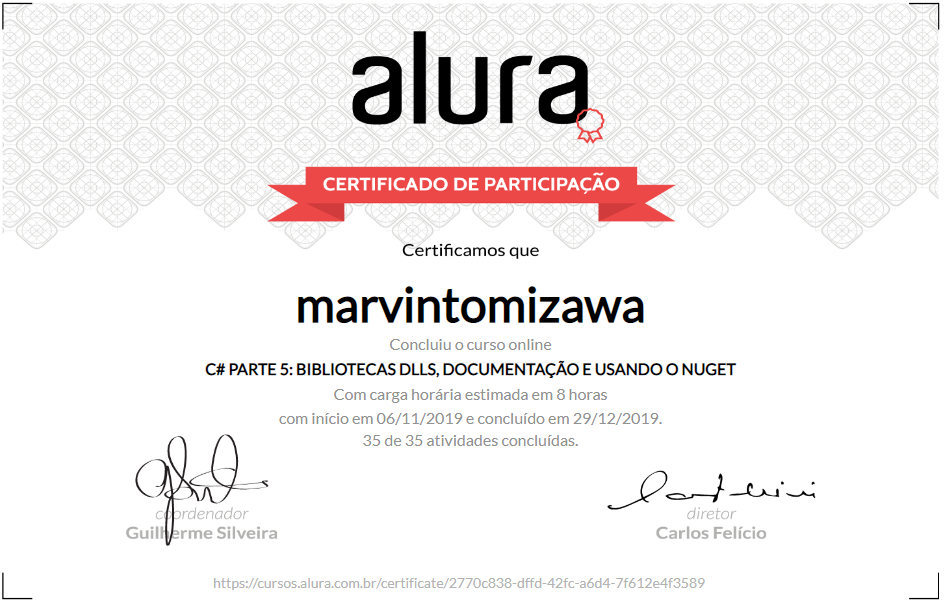 alura
CERTIFICADO DE PARTICIPAÇÃO
Certificamos que
marvintomizawa
Concluiu o curso online
C# PARTE 5: BIBLIOTECAS DLLS, DOCUMENTAÇÃO E USANDO O NUGET
Com carga horária estimada em 8 horas
com início em 06/11/2019 e concluído em 29/12/2019.
35 de 35 atividades concluídas.
coordenador
Guilherme Silveira
diretor
Carlos Felício
https://cursos.alura.com.br/certificate/2770c838-dffd-42fc-a6d4-7f612e4f3589